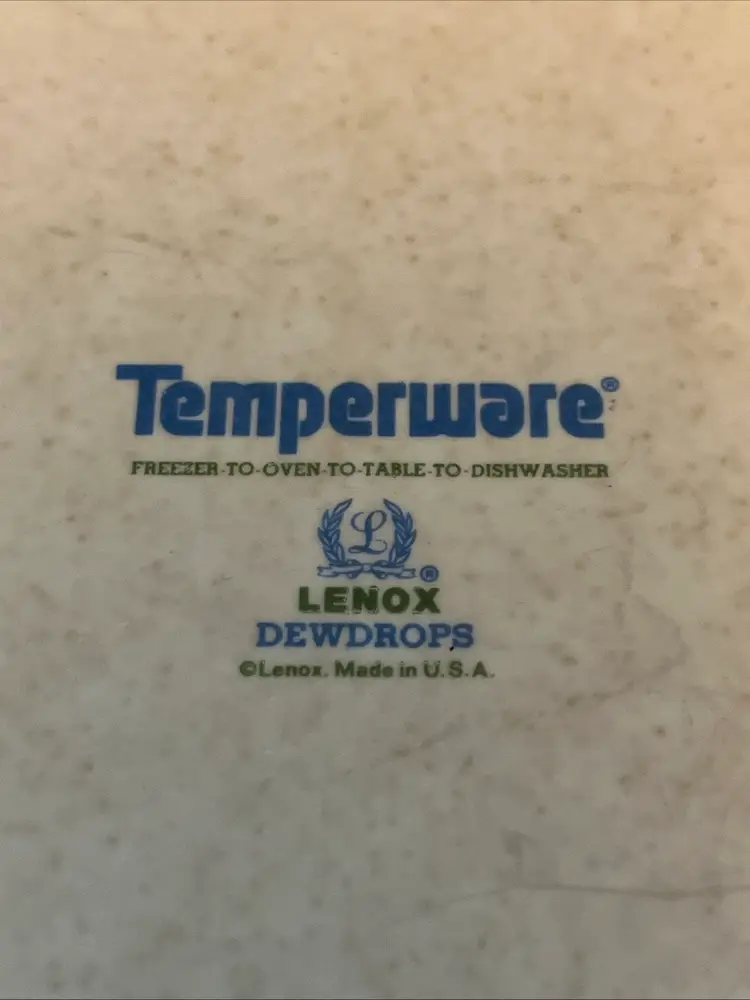 Temperware®
FREEZER-TO-OVEN-TO-TABLE-TO-DISHWASHER
L ®
LENOX
DEWDROPS
©Lenox. Made in U.S.A.